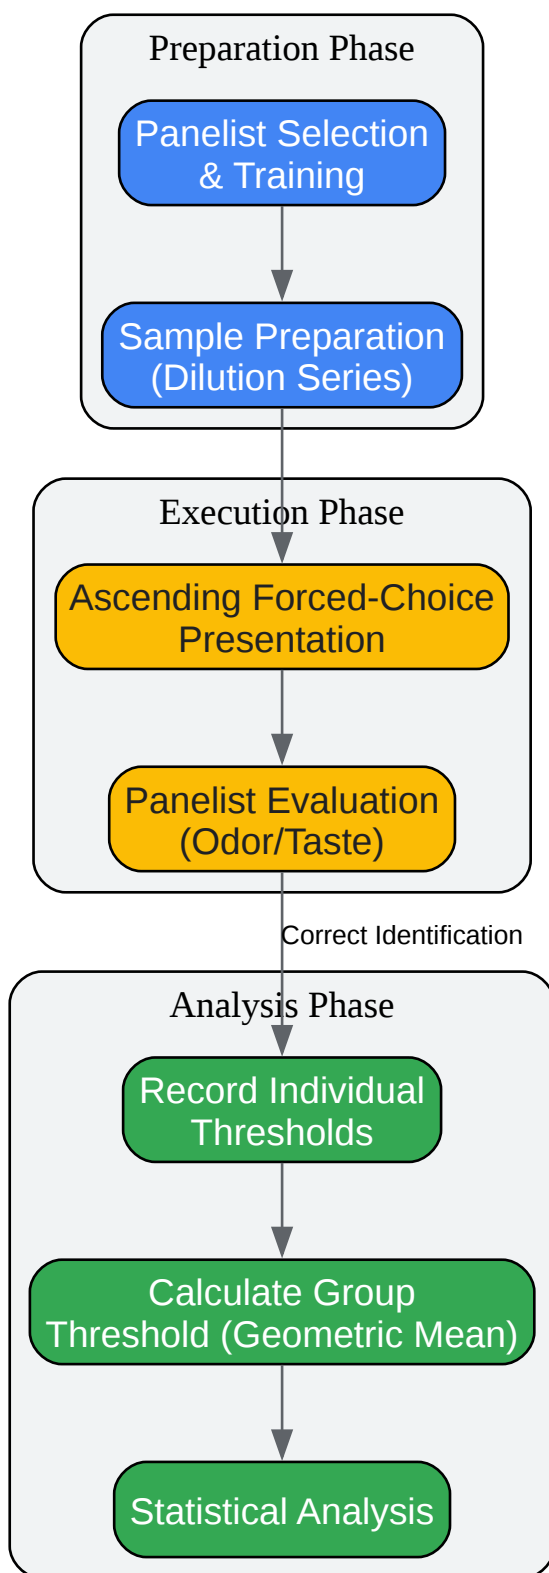 Preparation Phase
Panelist Selection
& Training
Sample Preparation
(Dilution Series)
Execution Phase
Ascending Forced-Choice
Presentation
Panelist Evaluation
(Odor/Taste)
Correct Identification
Analysis Phase
Record Individual
Thresholds
Calculate Group
Threshold (Geometric Mean)
Statistical Analysis